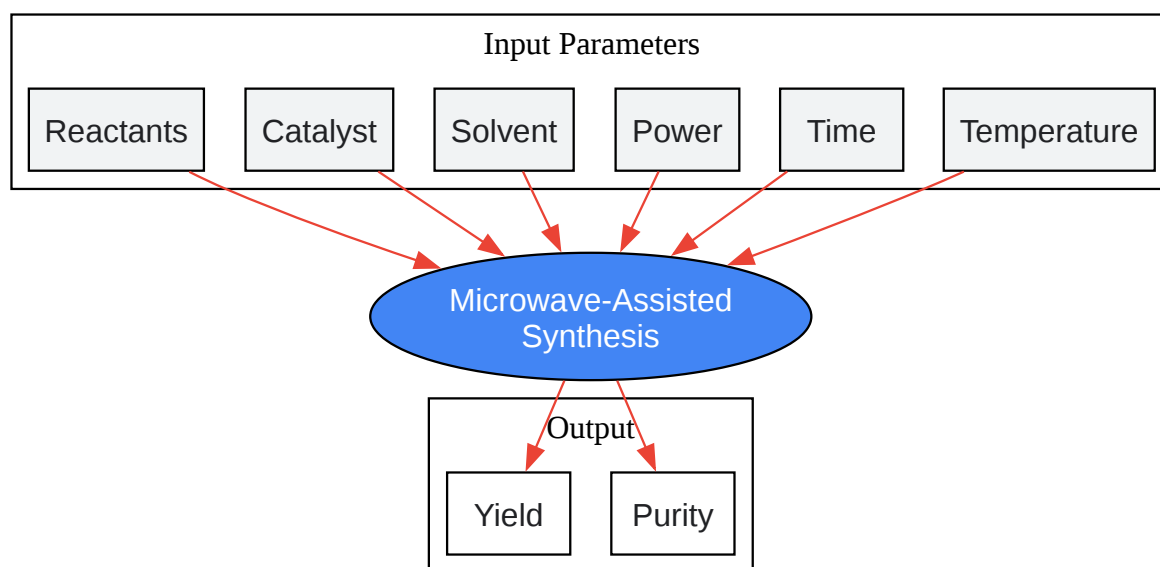 Input Parameters
Reactants
Catalyst
Solvent
Power
Time
Temperature
Microwave-Assisted
Synthesis
Output
Yield
Purity